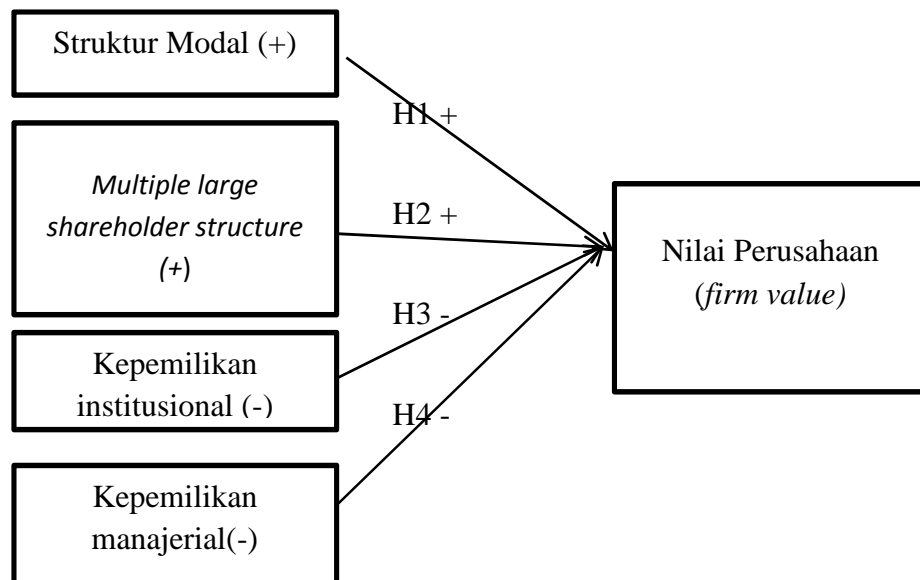 Struktur Modal (+)
H1 +
Multiple large
shareholder structure
(+)
H2 +
Nilai Perusahaan
(firm value)
H3 -
Kepemilikan
institusional (-)
H4 -
Kepemilikan
manajerial(-)